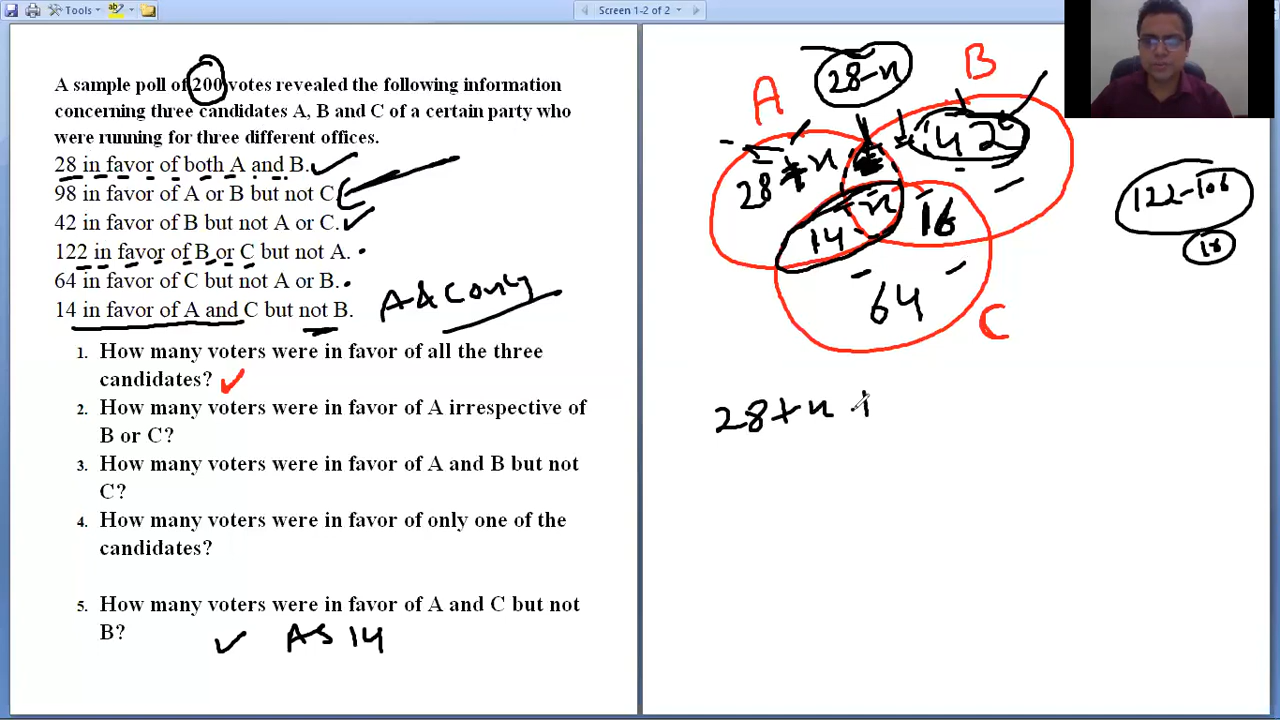 Tools
Screen 1-2 of 2
A sample poll of 200 votes revealed the following information
concerning three candidates A, B and C of a certain party who
were running for three different offices.
28 in favor of both A and B.
98 in favor of A or B but not C.
42 in favor of B but not A or C.
122 in favor of B or C but not A.
64 in favor of C but not A or B.
14 in favor of A and C but not B.
A & C only
1. How many voters were in favor of all the three
candidates?
2. How many voters were in favor of A irrespective of
B or C?
3. How many voters were in favor of A and B but not
C?
4. How many voters were in favor of only one of the
candidates?
5. How many voters were in favor of A and C but not
B?
AS 14
28-n
A
B
28+n
42
n
14
16
64
C
122-106
28+n +